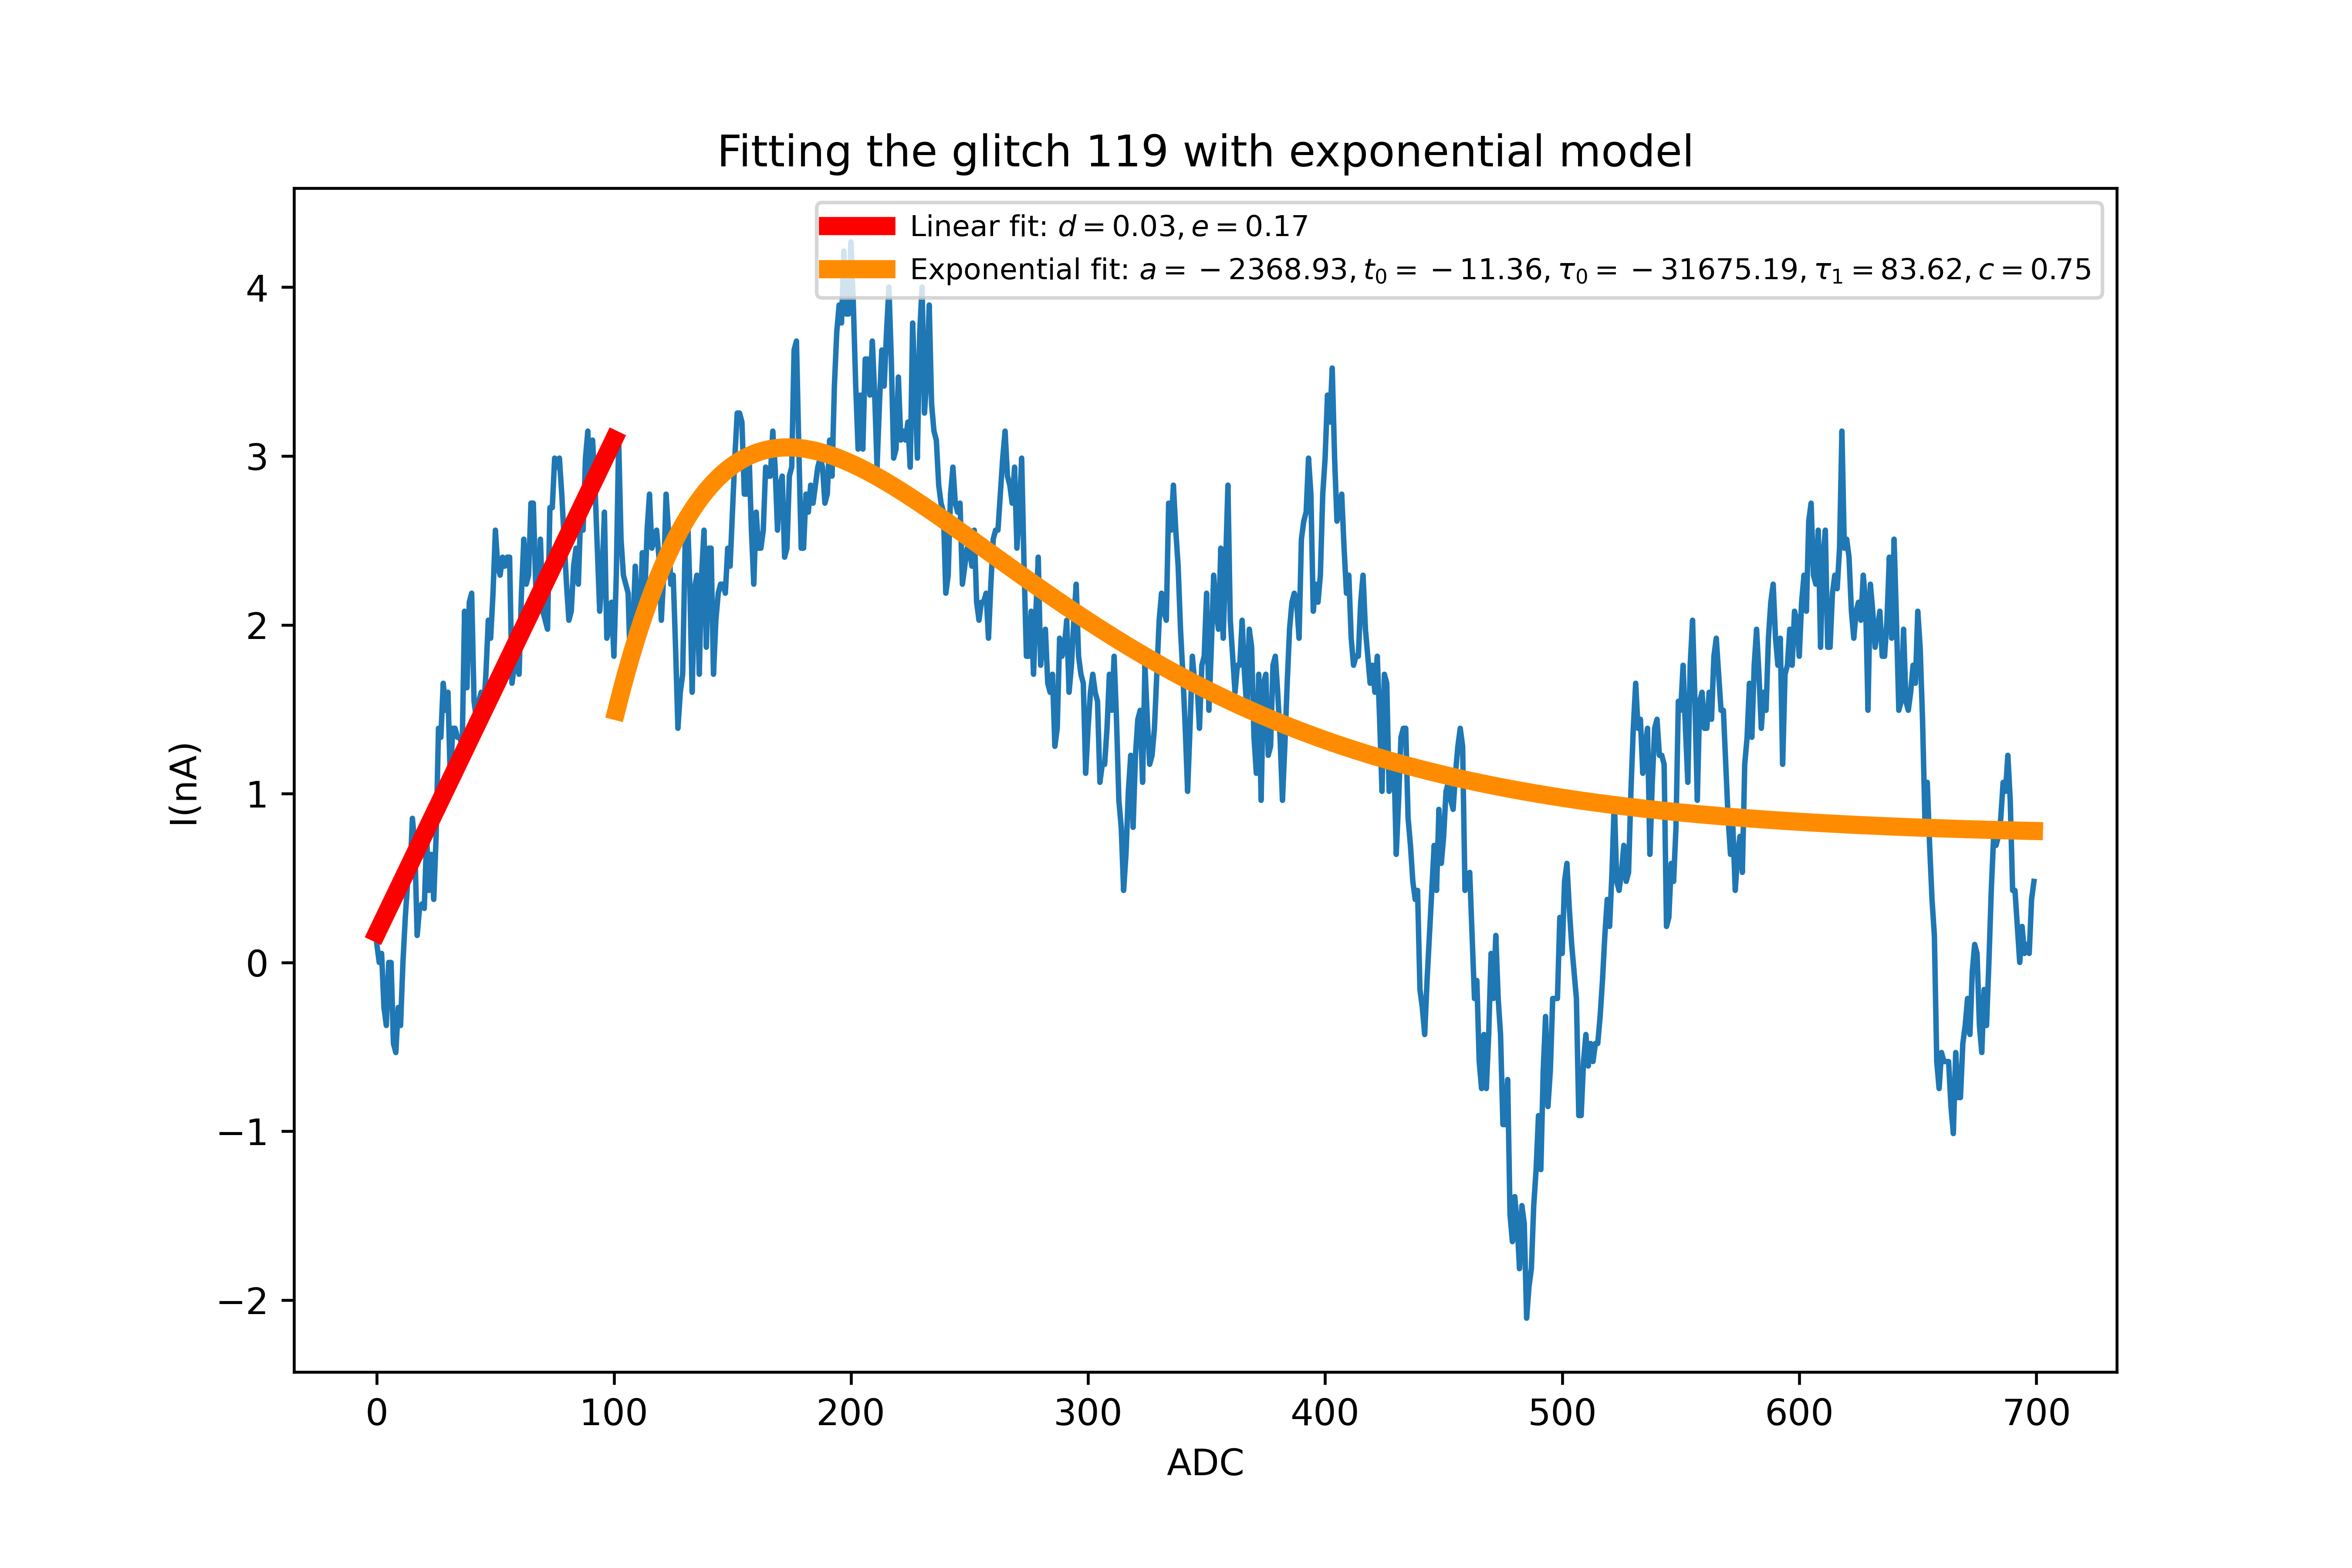 Fitting the glitch 119 with exponential model
Linear fit: d = 0.03, e = 0.17
Exponential fit: a = −2368.93, t₀ = −11.36, τ₀ = −31675.19, τ₁ = 83.62, c = 0.75
I(nA)
4
3
2
1
0
−1
−2
0 100 200 300 400 500 600 700
ADC